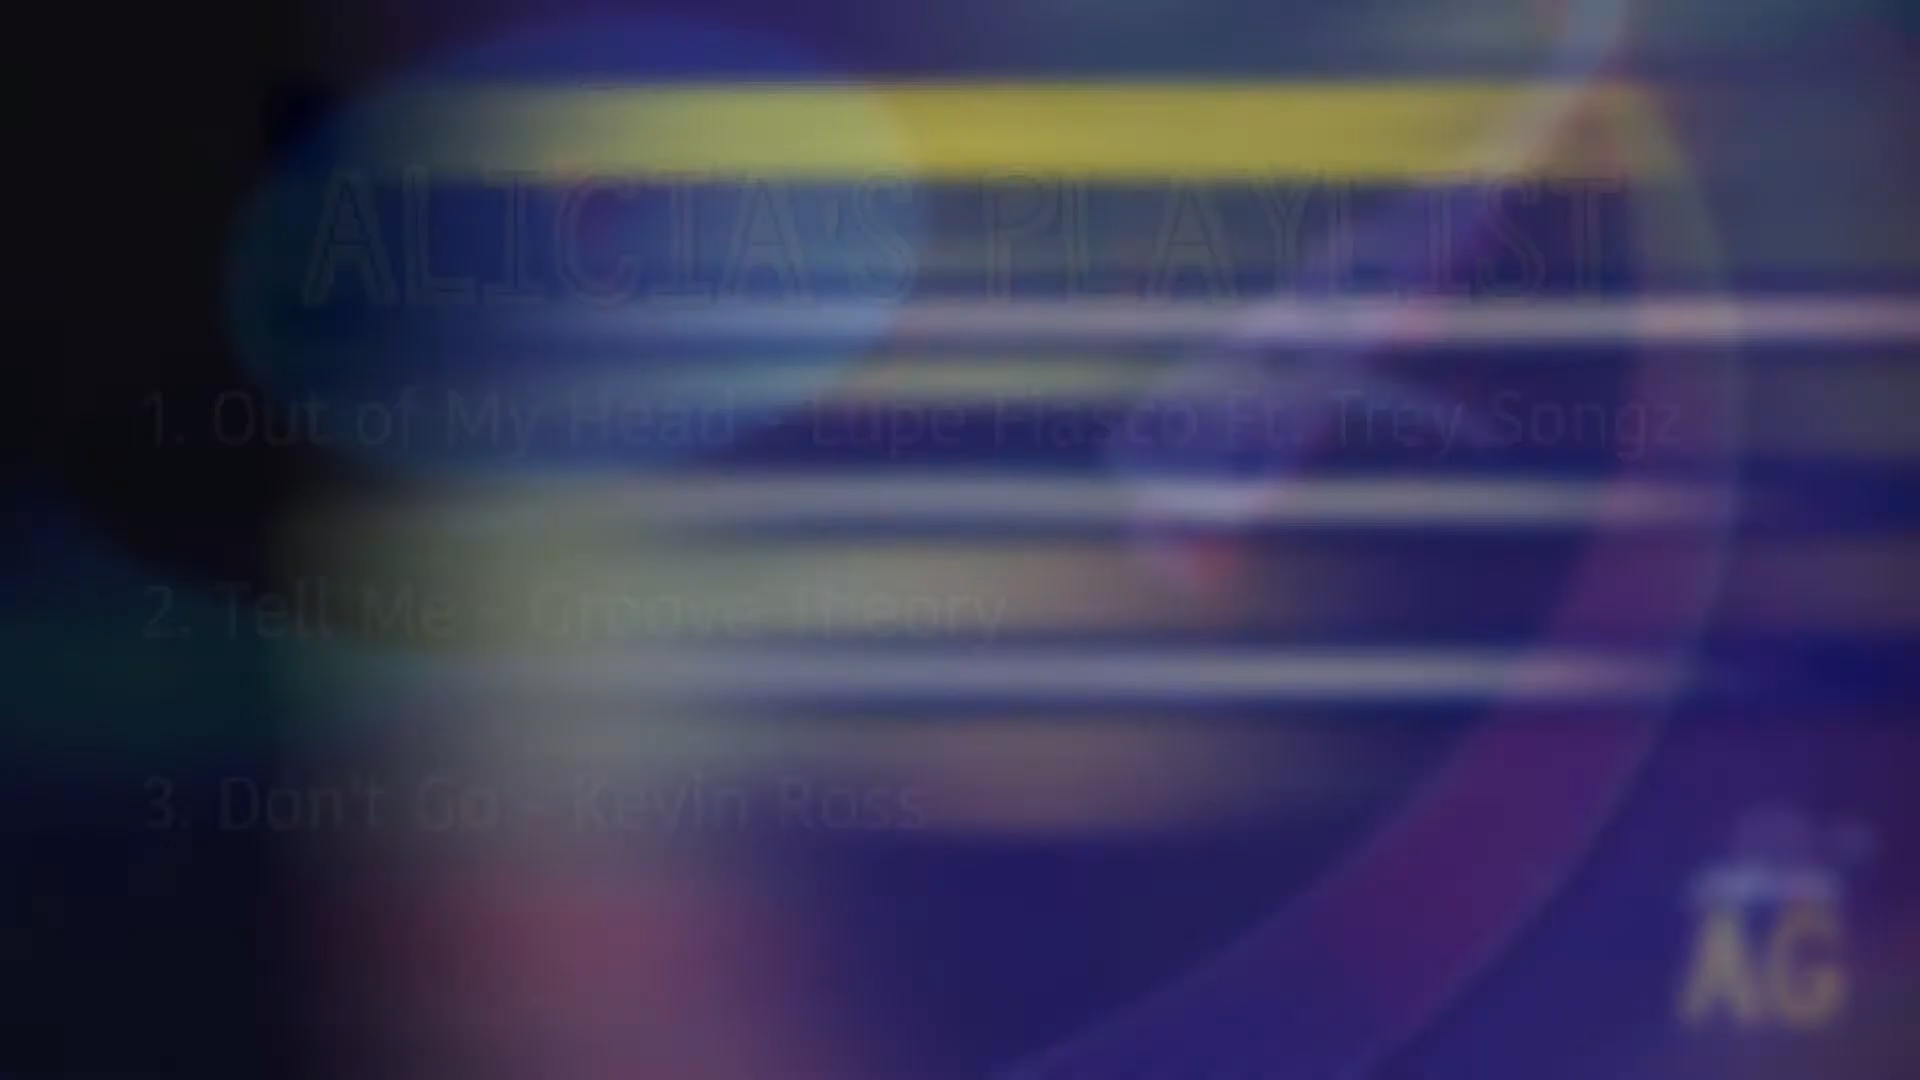 ALICIA'S PLAYLIST
1. Out of My Head - Lupe Fiasco Ft. Trey Songz
2. Tell Me - Groove Theory
3. Don't Go - Kevin Ross
AG